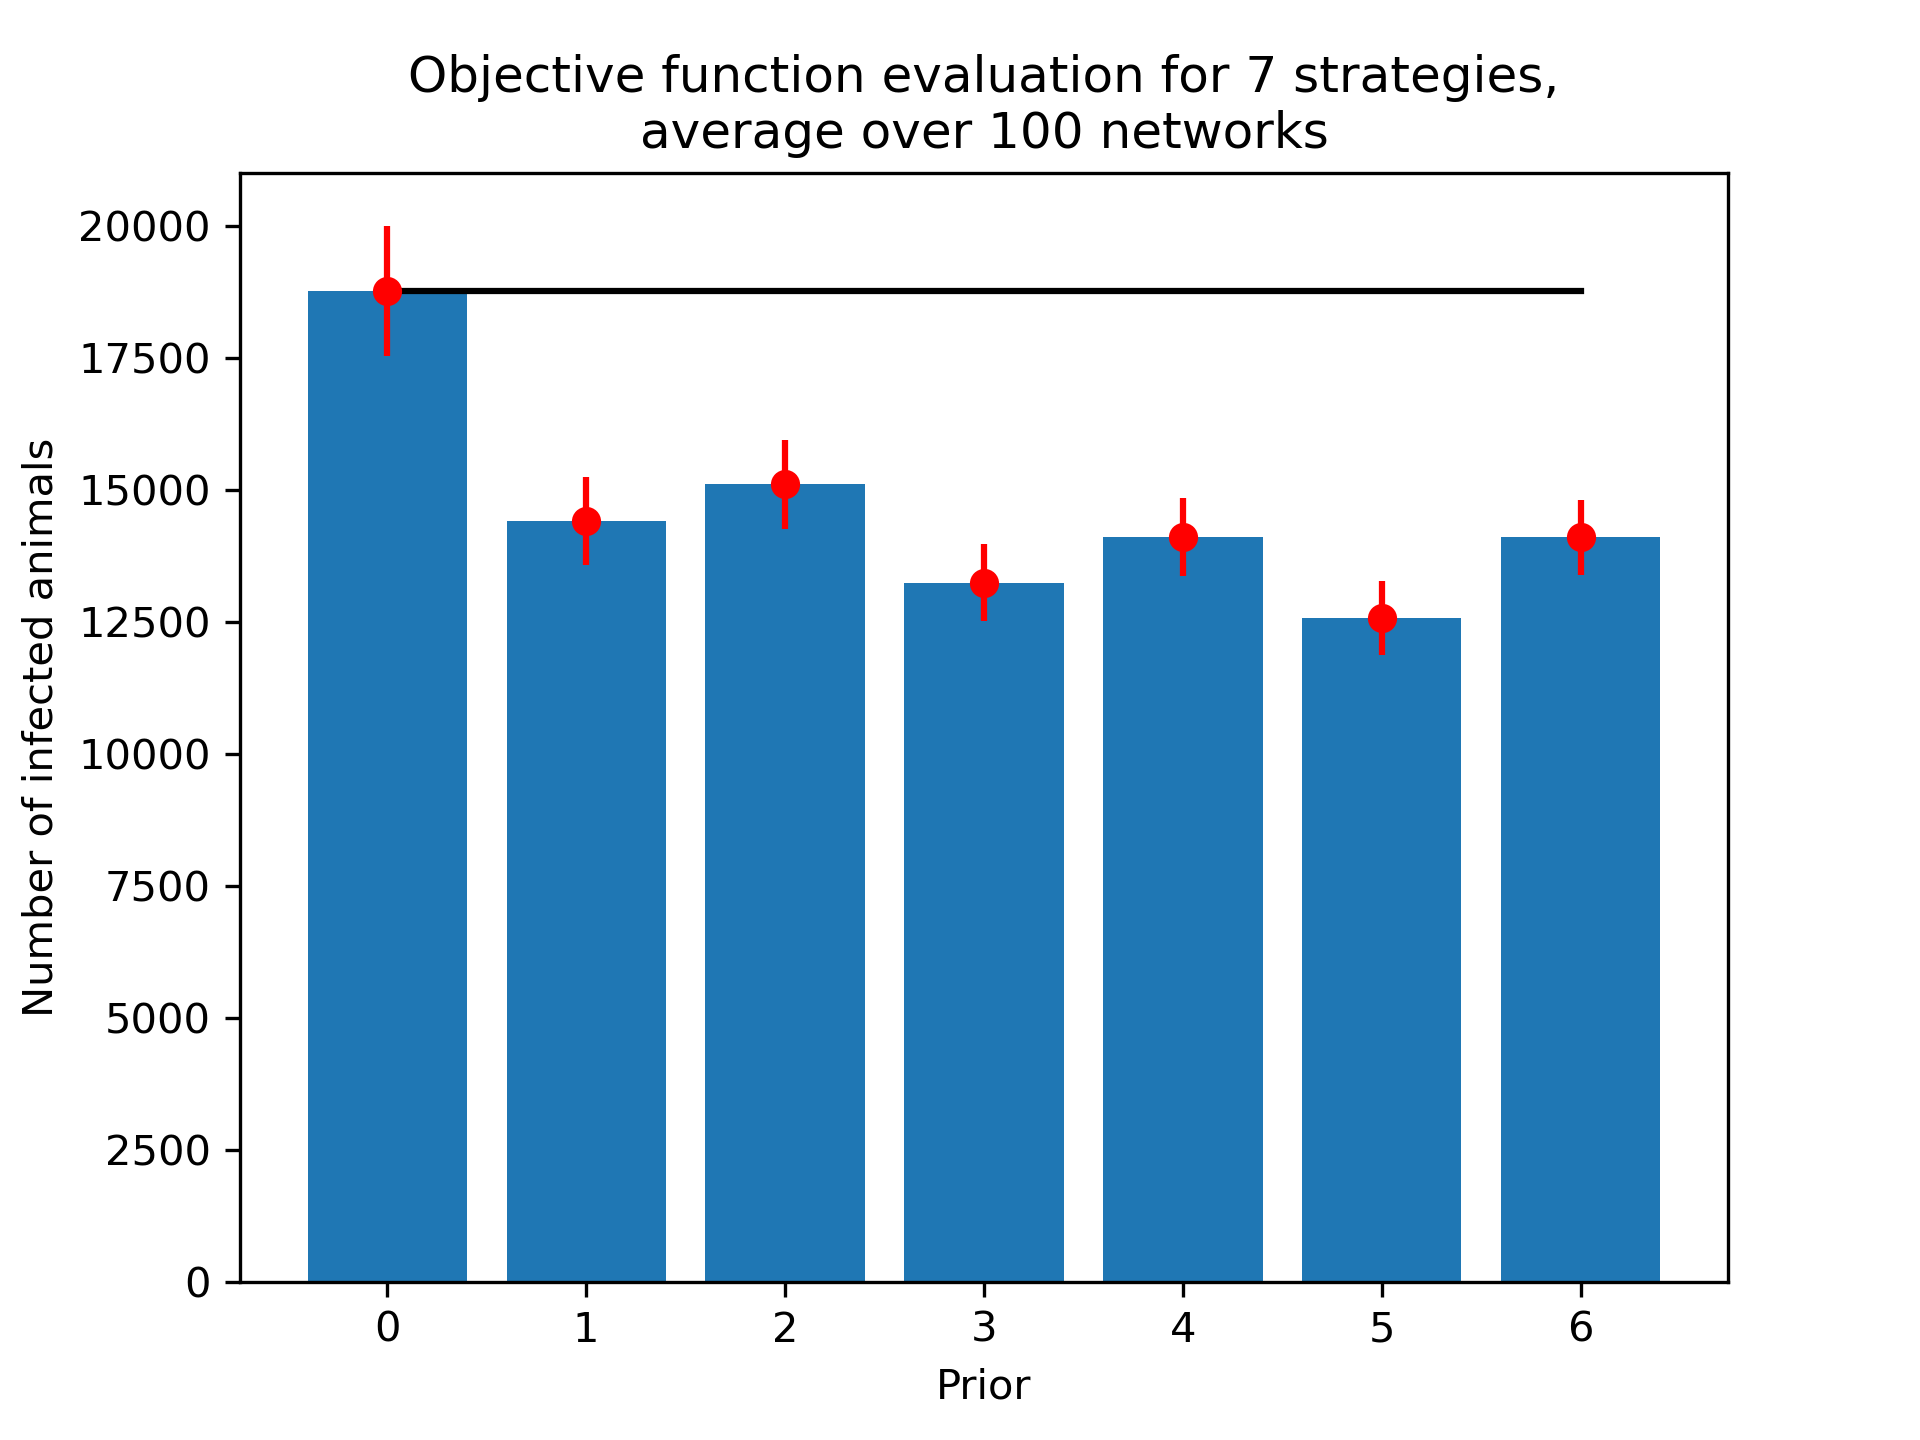 Objective function evaluation for 7 strategies,
average over 100 networks
20000
17500
15000
12500
10000
7500
5000
2500
0
Number of infected animals
0 1 2 3 4 5 6
Prior